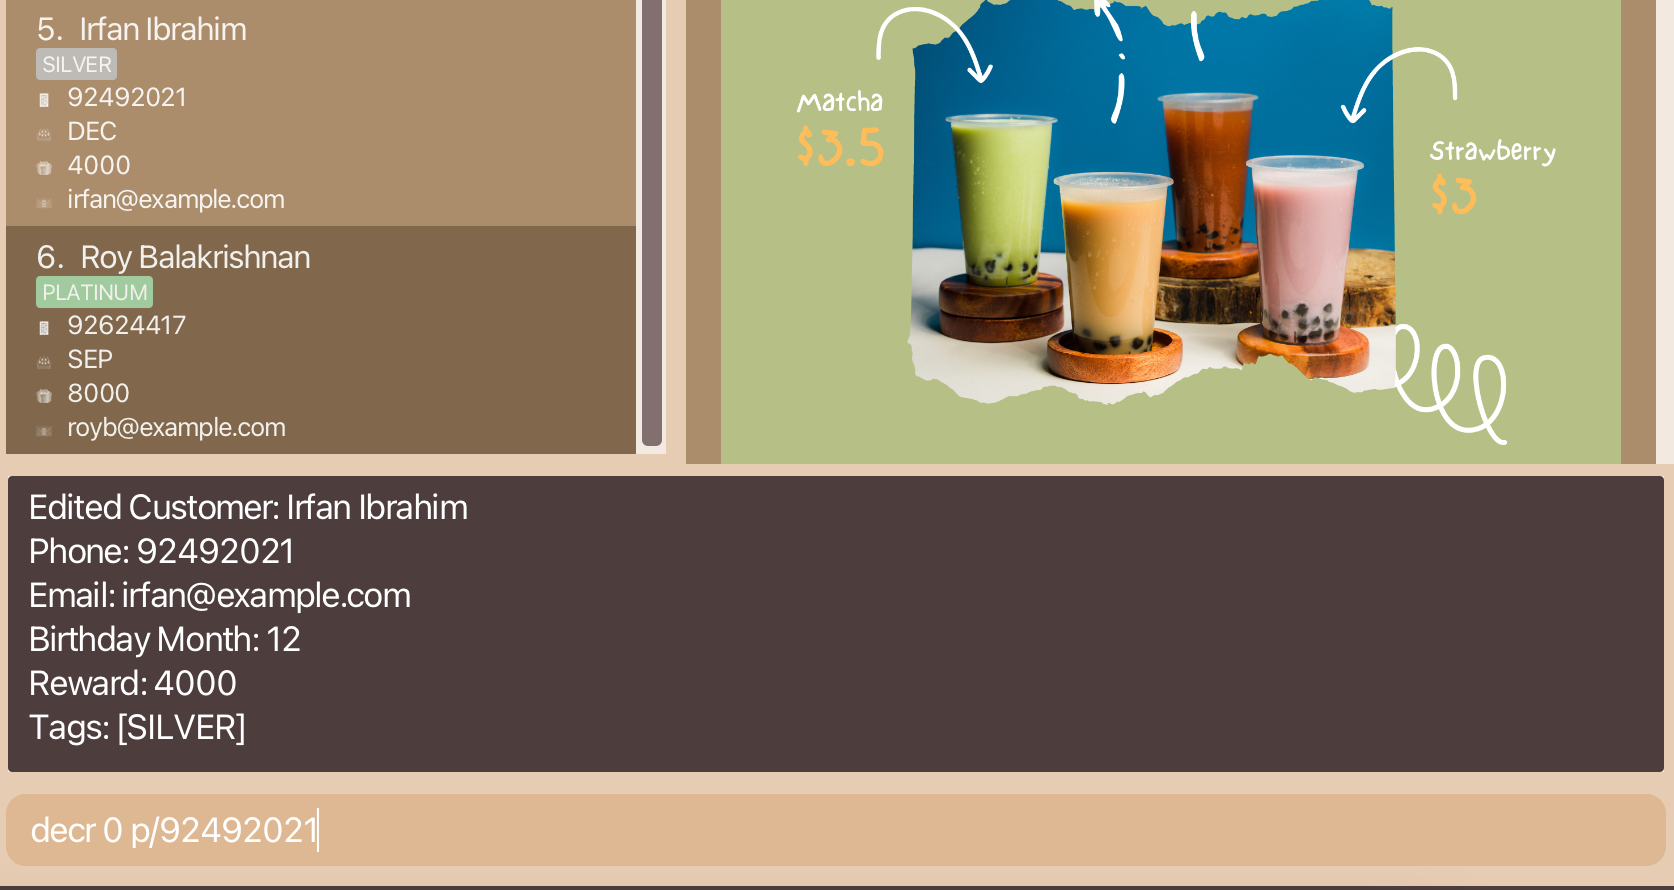 5. Irfan Ibrahim
SILVER
92492021
DEC
4000
irfan@example.com
6. Roy Balakrishnan
PLATINUM
92624417
SEP
8000
royb@example.com
Matcha
$3.5
Strawberry
$3
Edited Customer: Irfan Ibrahim
Phone: 92492021
Email: irfan@example.com
Birthday Month: 12
Reward: 4000
Tags: [SILVER]
decr 0 p/92492021